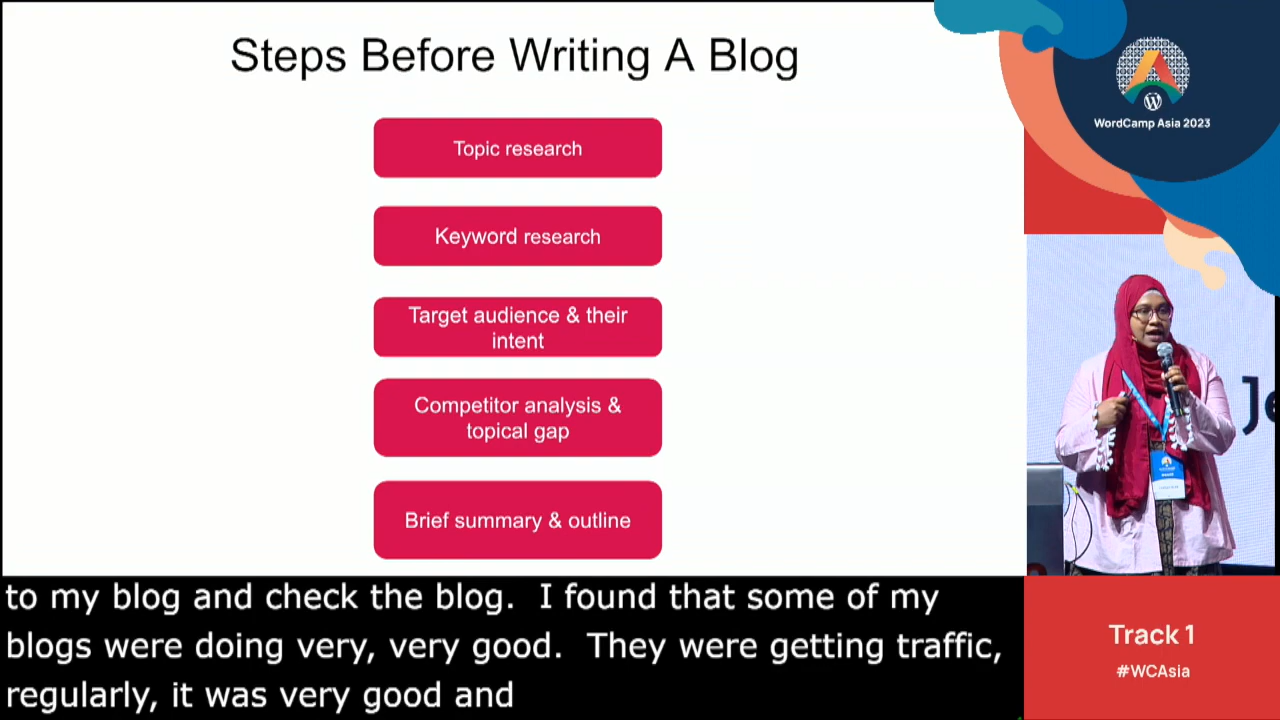 Steps Before Writing A Blog
Topic research
Keyword research
Target audience & their
intent
Competitor analysis &
topical gap
Brief summary & outline
to my blog and check the blog.  I found that some of my
blogs were doing very, very good.  They were getting traffic,
regularly, it was very good and
WordCamp Asia 2023
Je
Track 1
#WCAsia